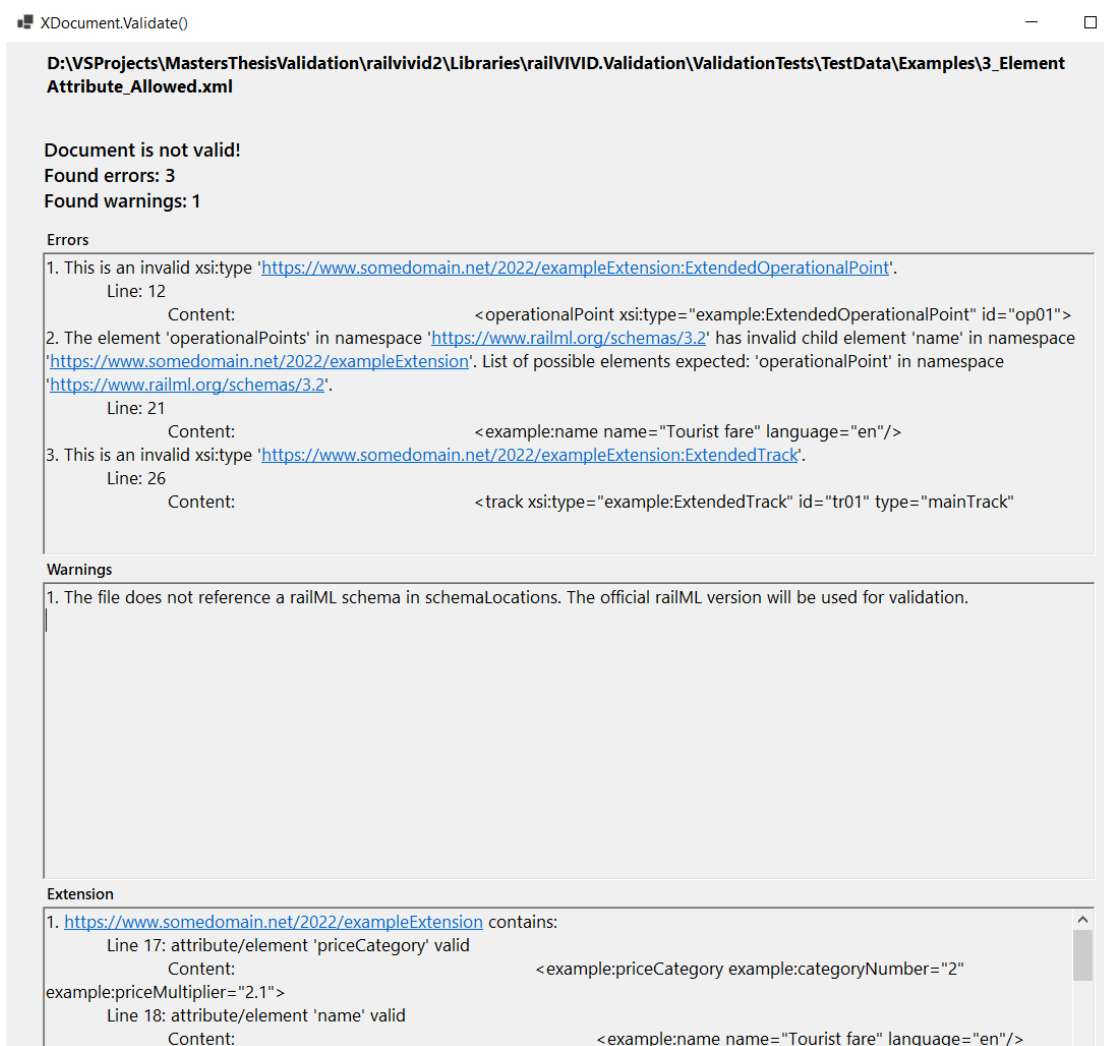 XDocument.Validate()
D:\VSProjects\MastersThesisValidation\railvivid2\Libraries\railVIVID.Validation\ValidationTests\TestData\Examples\3_Element
Attribute_Allowed.xml
Document is not valid!
Found errors: 3
Found warnings: 1
Errors
1. This is an invalid xsi:type 'https://www.somedomain.net/2022/exampleExtension:ExtendedOperationalPoint'.
Line: 12
Content: <operationalPoint xsi:type="example:ExtendedOperationalPoint" id="op01">
2. The element 'operationalPoints' in namespace 'https://www.railml.org/schemas/3.2' has invalid child element 'name' in namespace
'https://www.somedomain.net/2022/exampleExtension'. List of possible elements expected: 'operationalPoint' in namespace
'https://www.railml.org/schemas/3.2'.
Line: 21
Content: <example:name name="Tourist fare" language="en"/>
3. This is an invalid xsi:type 'https://www.somedomain.net/2022/exampleExtension:ExtendedTrack'.
Line: 26
Content: <track xsi:type="example:ExtendedTrack" id="tr01" type="mainTrack"
Warnings
1. The file does not reference a railML schema in schemaLocations. The official railML version will be used for validation.
Extension
1. https://www.somedomain.net/2022/exampleExtension contains:
Line 17: attribute/element 'priceCategory' valid
Content: <example:priceCategory example:categoryNumber="2"
example:priceMultiplier="2.1">
Line 18: attribute/element 'name' valid
Content: <example:name name="Tourist fare" language="en"/>